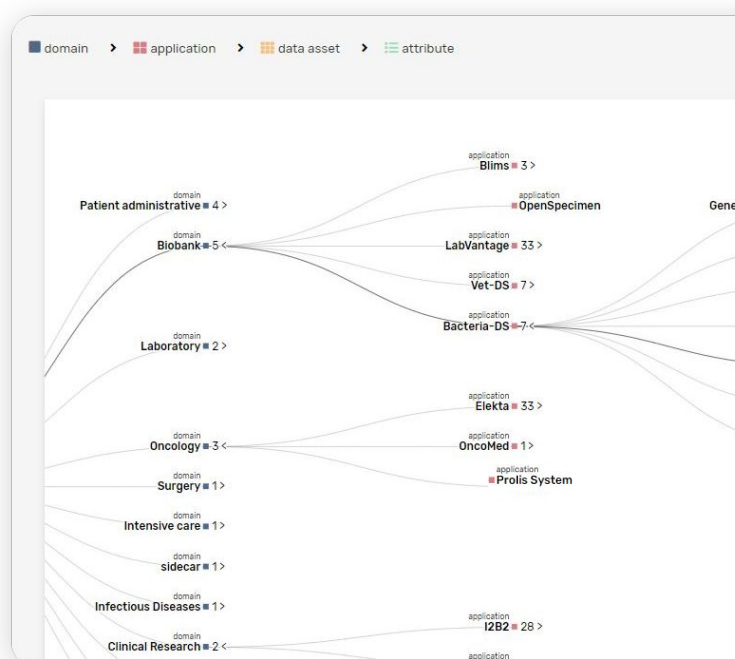 domain > application > data asset > attribute
application
Blims 3 >
domain
Patient administrative 4 >
application
OpenSpecimen
Gene
domain
Biobank 5 <
application
LabVantage 33 >
application
Vet-DS 7 >
application
Bacteria-DS 7 <
domain
Laboratory 2 >
application
Elekta 33 >
domain
Oncology 3 <
application
OncoMed 1 >
application
Prolis System
domain
Surgery 1 >
domain
Intensive care 1 >
domain
sidecar 1 >
domain
Infectious Diseases 1 >
application
I2B2 28 >
domain
Clinical Research 2 <
application